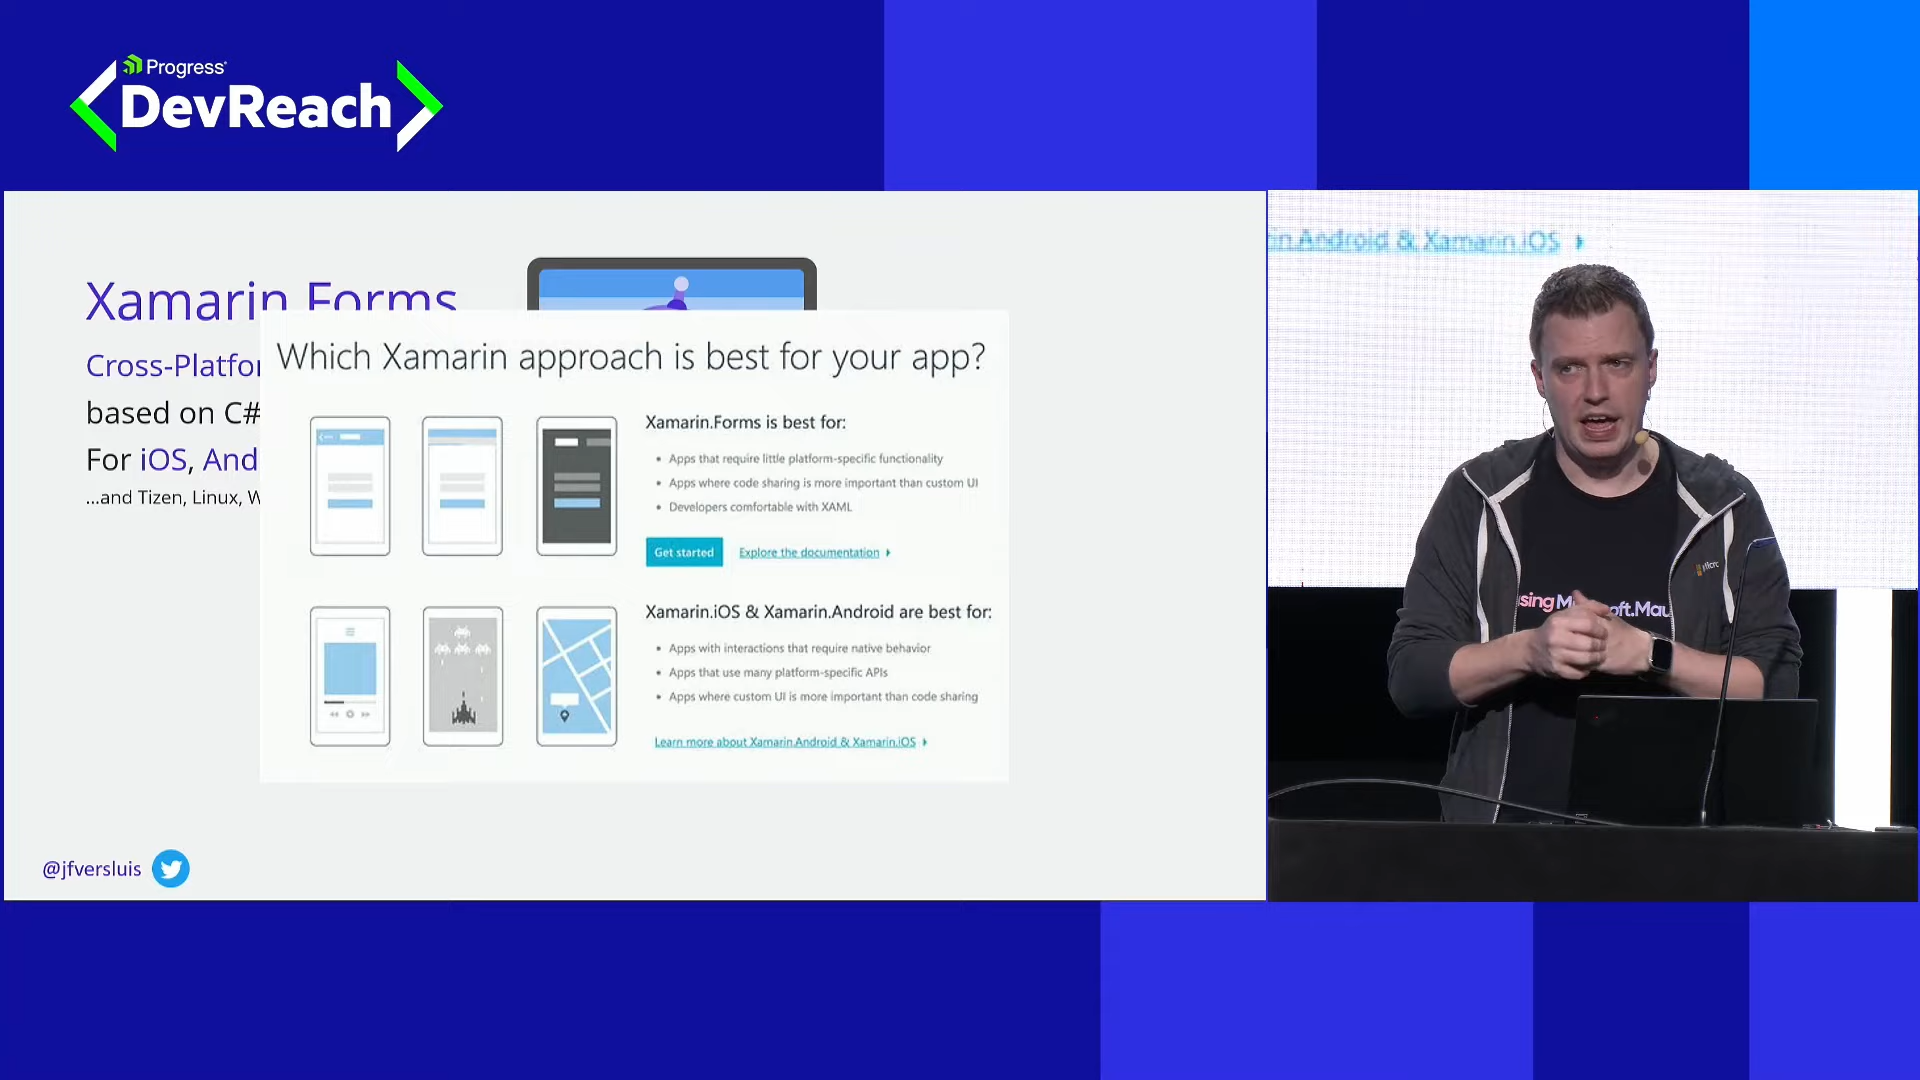 Progress
DevReach
Xamarin Forms
Cross-Platfor
based on C#
For iOS, And
...and Tizen, Linux, W
Which Xamarin approach is best for your app?
Xamarin.Forms is best for:
• Apps that require little platform-specific functionality
• Apps where code sharing is more important than custom UI
• Developers comfortable with XAML
Get started
Explore the documentation
Xamarin.iOS & Xamarin.Android are best for:
• Apps with interactions that require native behavior
• Apps that use many platform-specific APIs
• Apps where custom UI is more important than code sharing
Learn more about Xamarin.Android & Xamarin.iOS
@jfversluis
in.Android & Xamarin.iOS